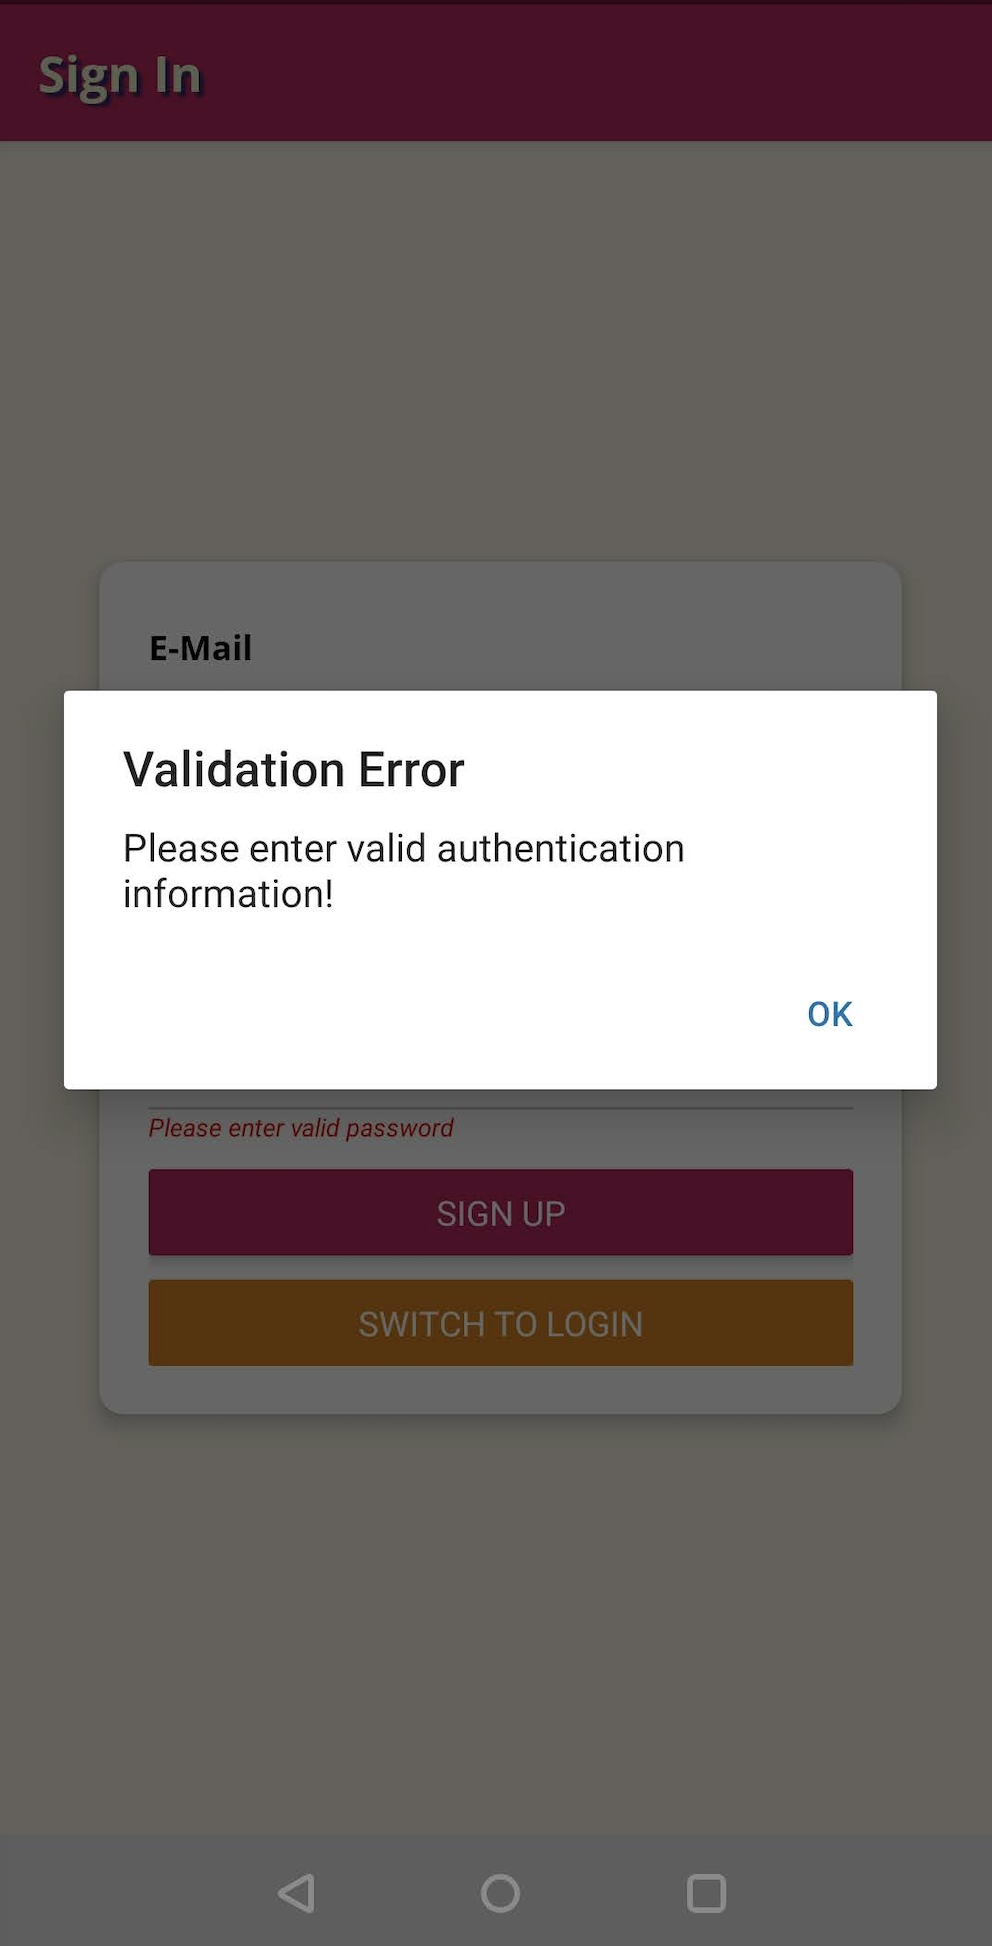 Sign In
E-Mail
Validation Error
Please enter valid authentication
information!
OK
Please enter valid password
SIGN UP
SWITCH TO LOGIN